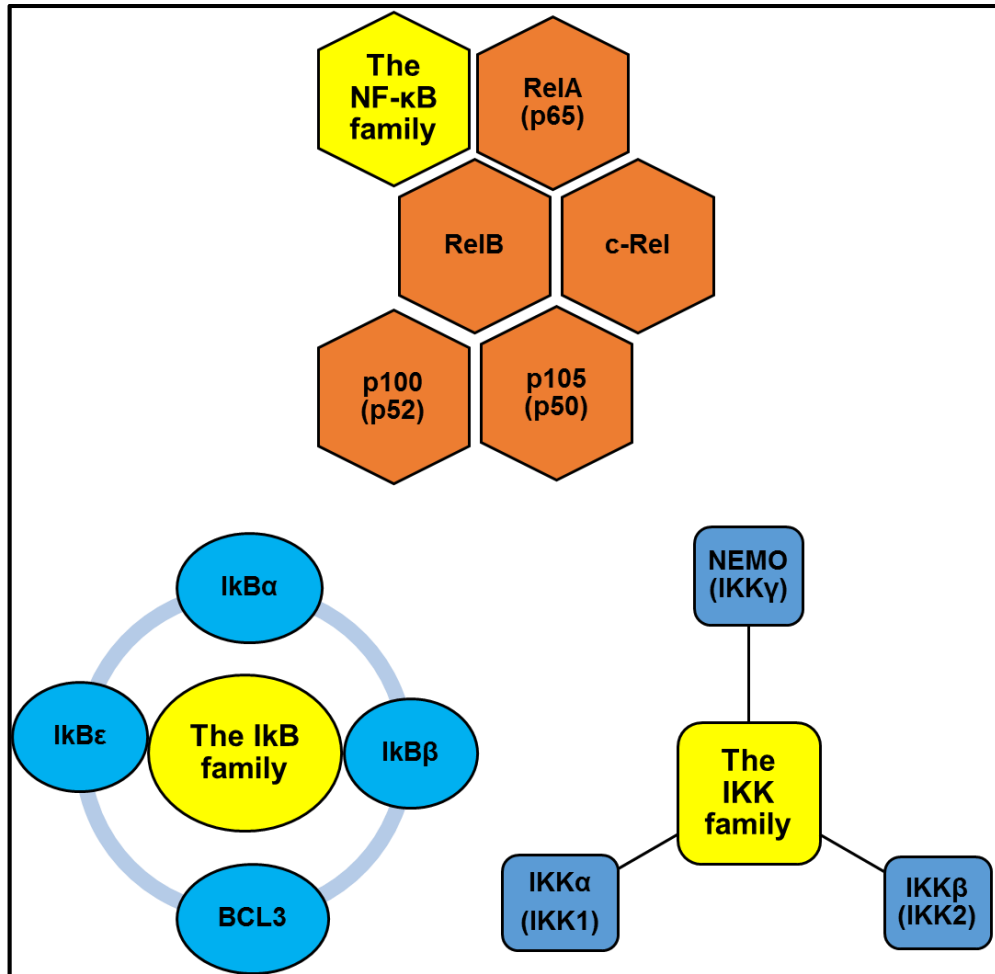 The
NF-κB
family
RelA
(p65)
RelB
c-Rel
p100
(p52)
p105
(p50)
IkBα
IkBε
The IkB
family
IkBβ
BCL3
NEMO
(IKKγ)
The
IKK
family
IKKα
(IKK1)
IKKβ
(IKK2)